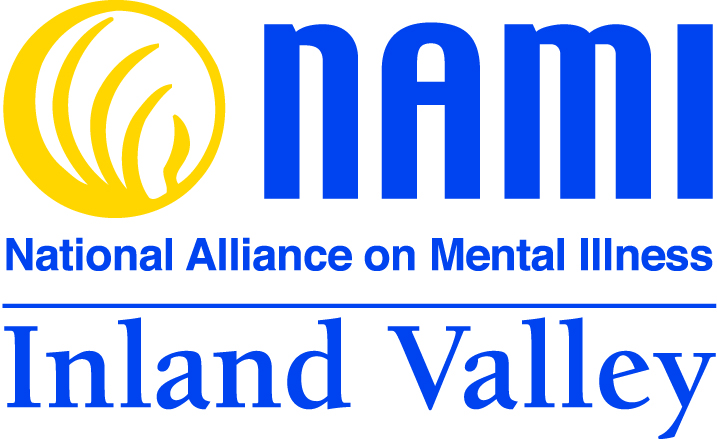 NAMI
National Alliance on Mental Illness
Inland Valley